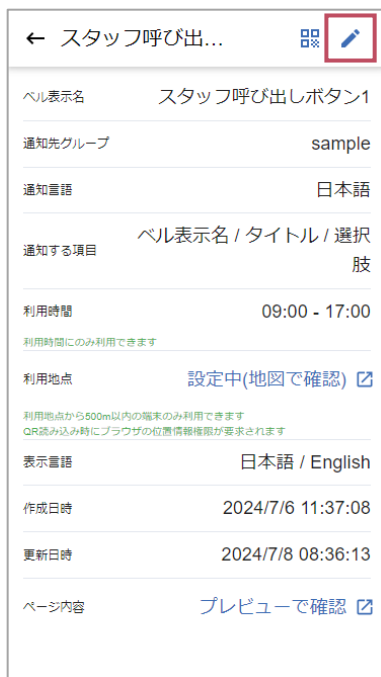 ← スタッフ呼び出...
ベル表示名 スタッフ呼び出しボタン1
通知先グループ sample
通知言語 日本語
通知する項目 ベル表示名 / タイトル / 選択
肢
利用時間 09:00 - 17:00
利用時間にのみ利用できます
利用地点 設定中(地図で確認)
利用地点から500m以内の端末のみ利用できます
QR読み込み時にブラウザの位置情報権限が要求されます
表示言語 日本語 / English
作成日時 2024/7/6 11:37:08
更新日時 2024/7/8 08:36:13
ページ内容 プレビューで確認